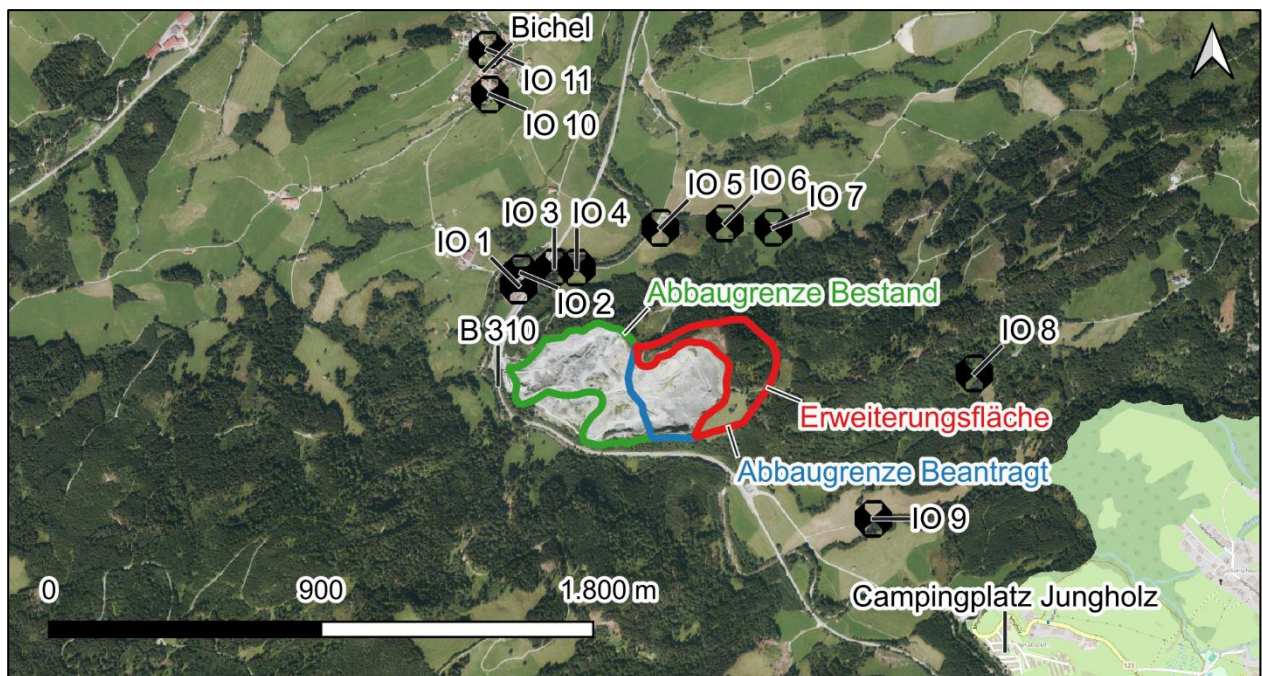 Bichel
IO 11
IO 10
IO 5
IO 6
IO 7
IO 3
IO 4
IO 1
IO 2
Abbaugrenze Bestand
B 310
IO 8
Erweiterungsfläche
Abbaugrenze Beantragt
IO 9
0
900
1.800 m
Campingplatz Jungholz